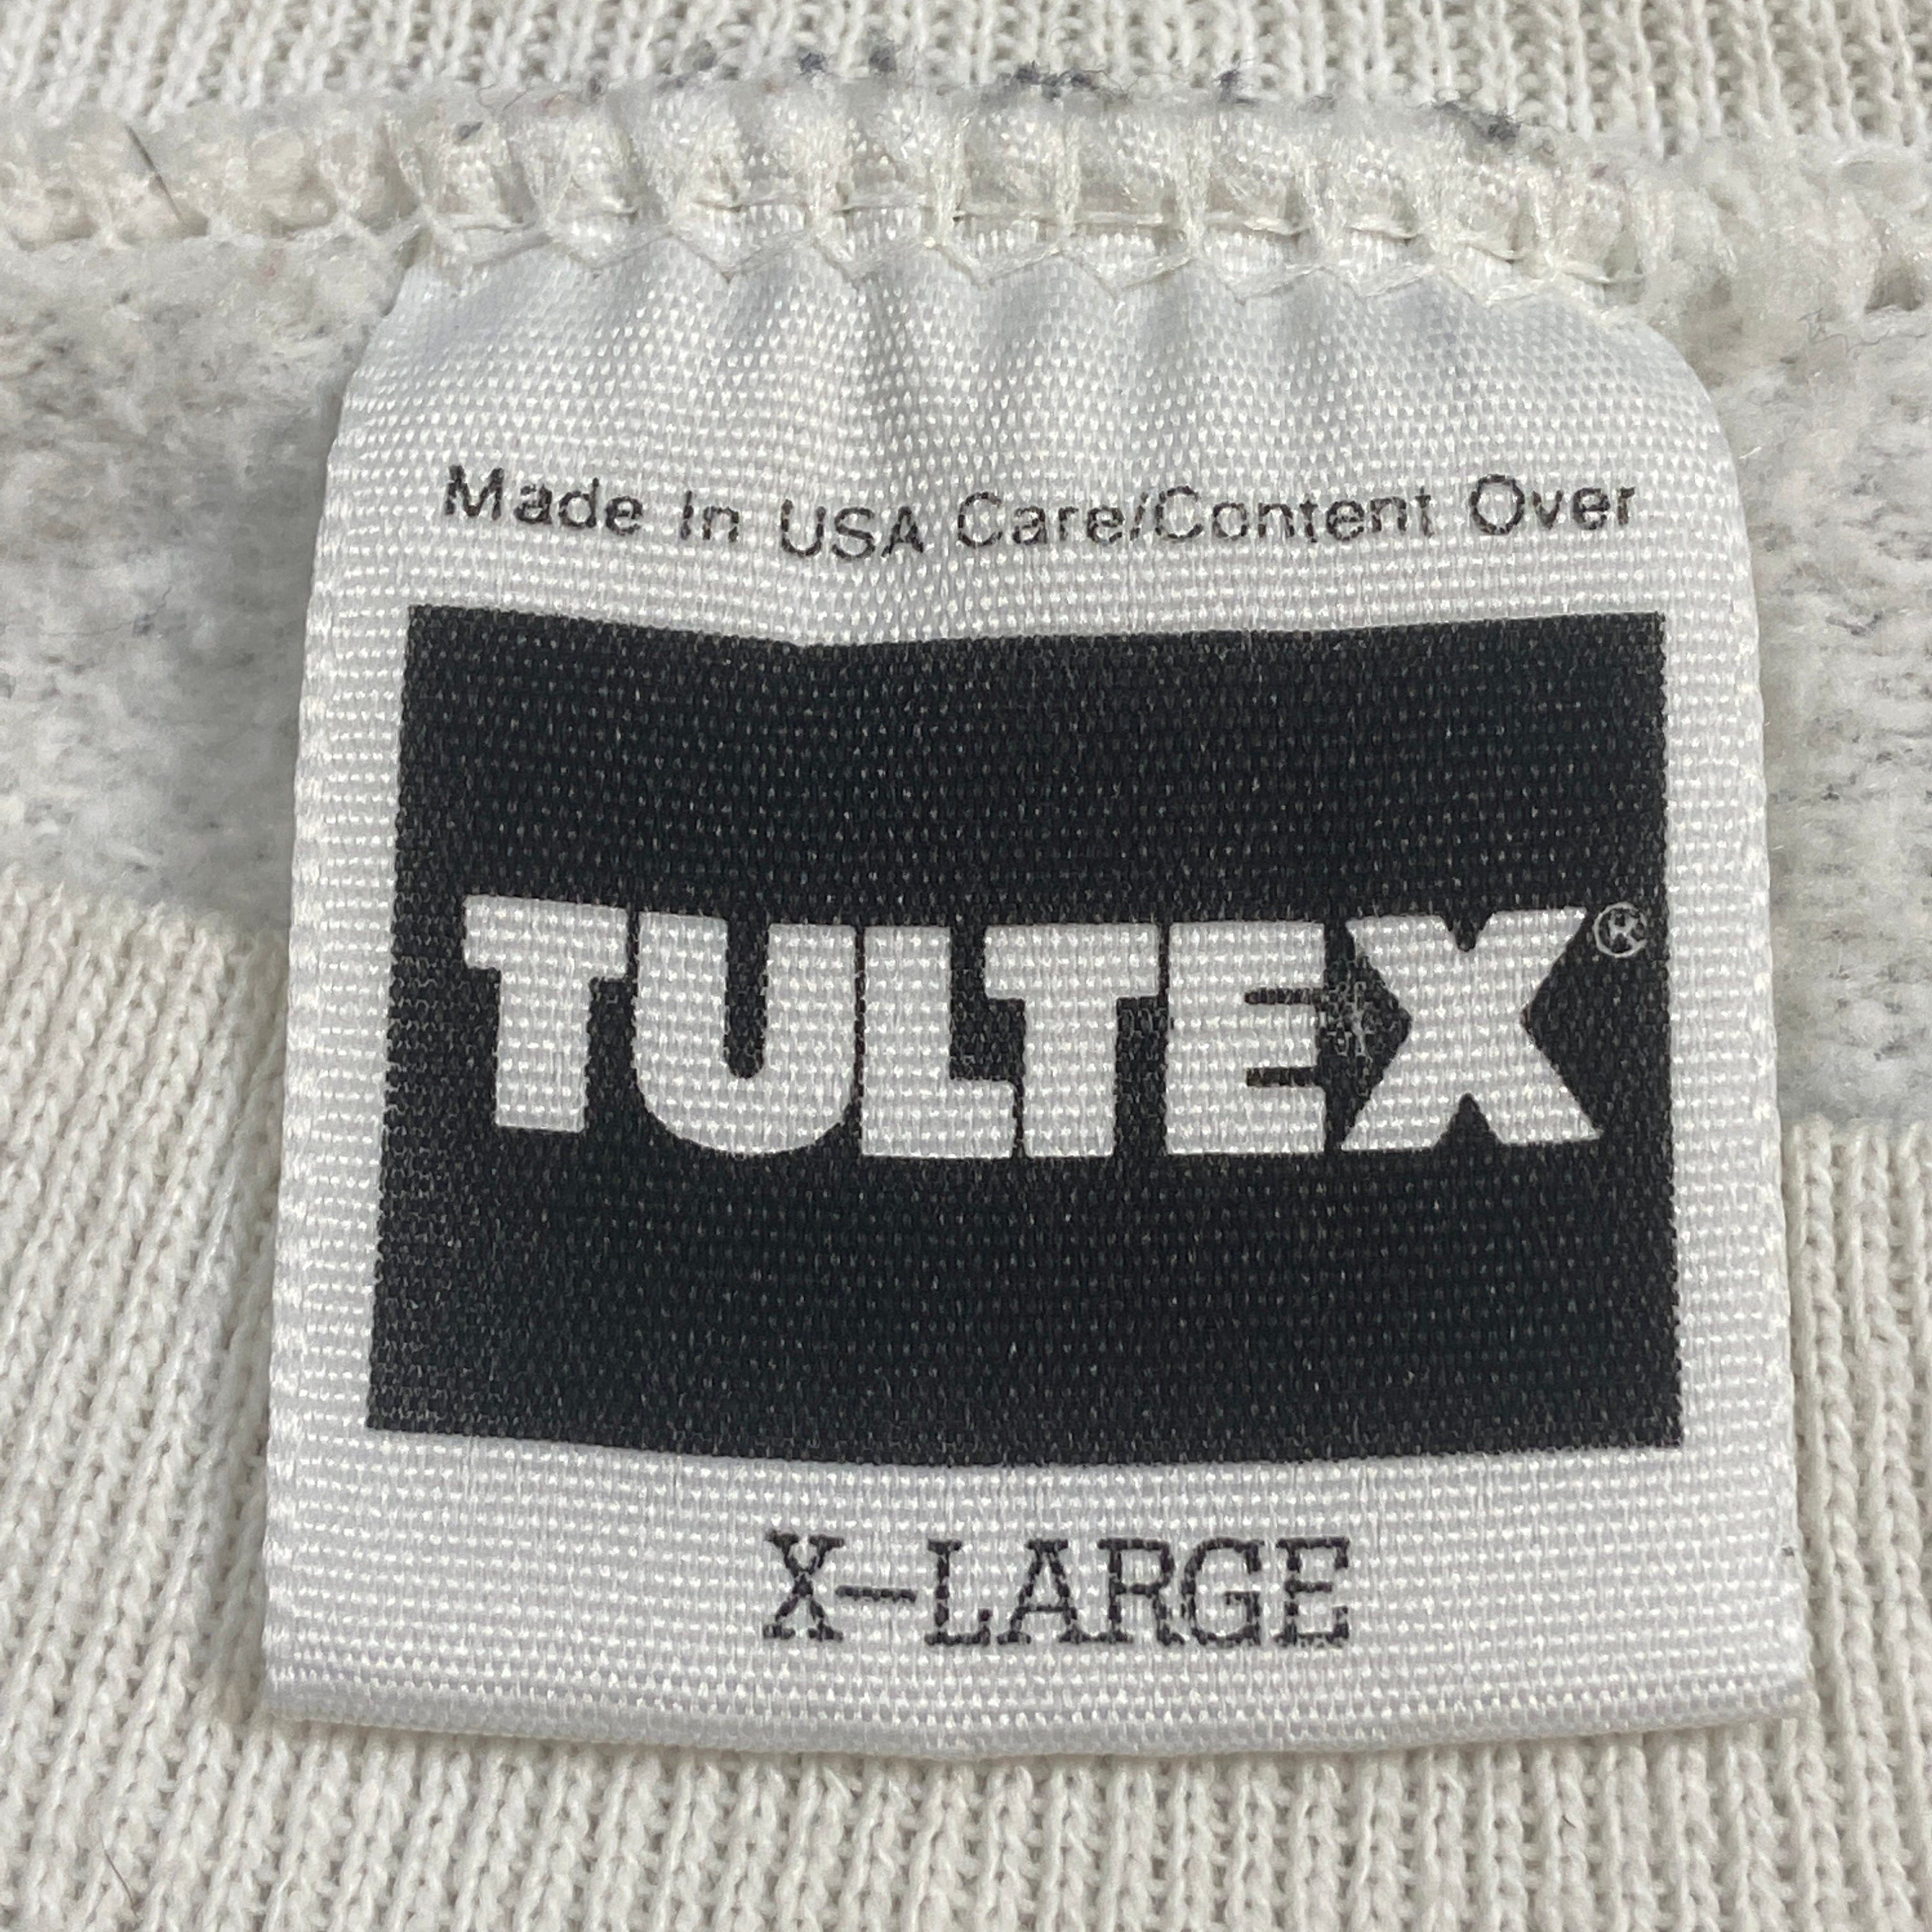 Made In USA Care/Content Over
TULTEX®
X-LARGE